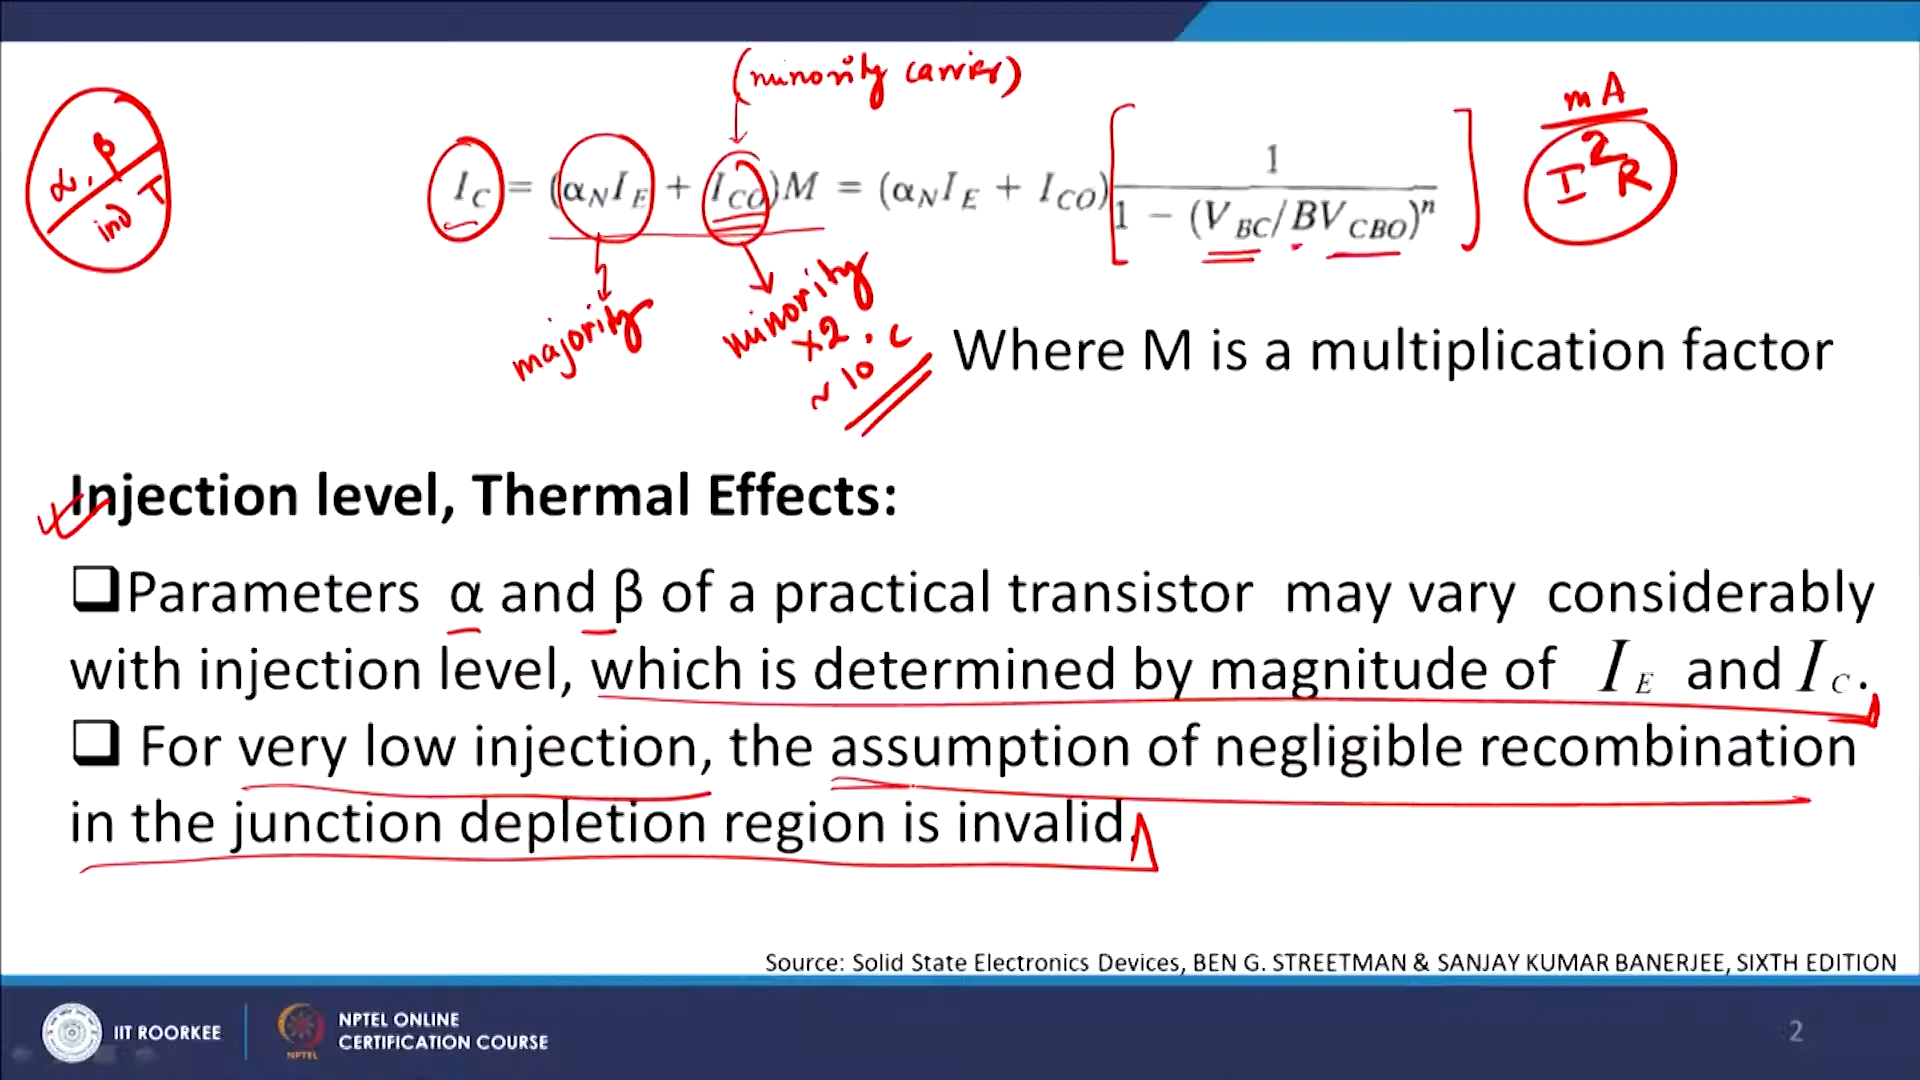 (minority carrier)
α, β
ind T
I_C = (α_N I_E + I_CO)M = (α_N I_E + I_CO)[1 / 1 − (V_BC/BV_CBO)^n]
mA
I²R
majority
minority
×2
~10°C
Where M is a multiplication factor
Injection level, Thermal Effects:
❑Parameters α and β of a practical transistor may vary considerably
with injection level, which is determined by magnitude of I_E and I_C.
❑ For very low injection, the assumption of negligible recombination
in the junction depletion region is invalid.
Source: Solid State Electronics Devices, BEN G. STREETMAN & SANJAY KUMAR BANERJEE, SIXTH EDITION
IIT ROORKEE
NPTEL
NPTEL ONLINE
CERTIFICATION COURSE
2